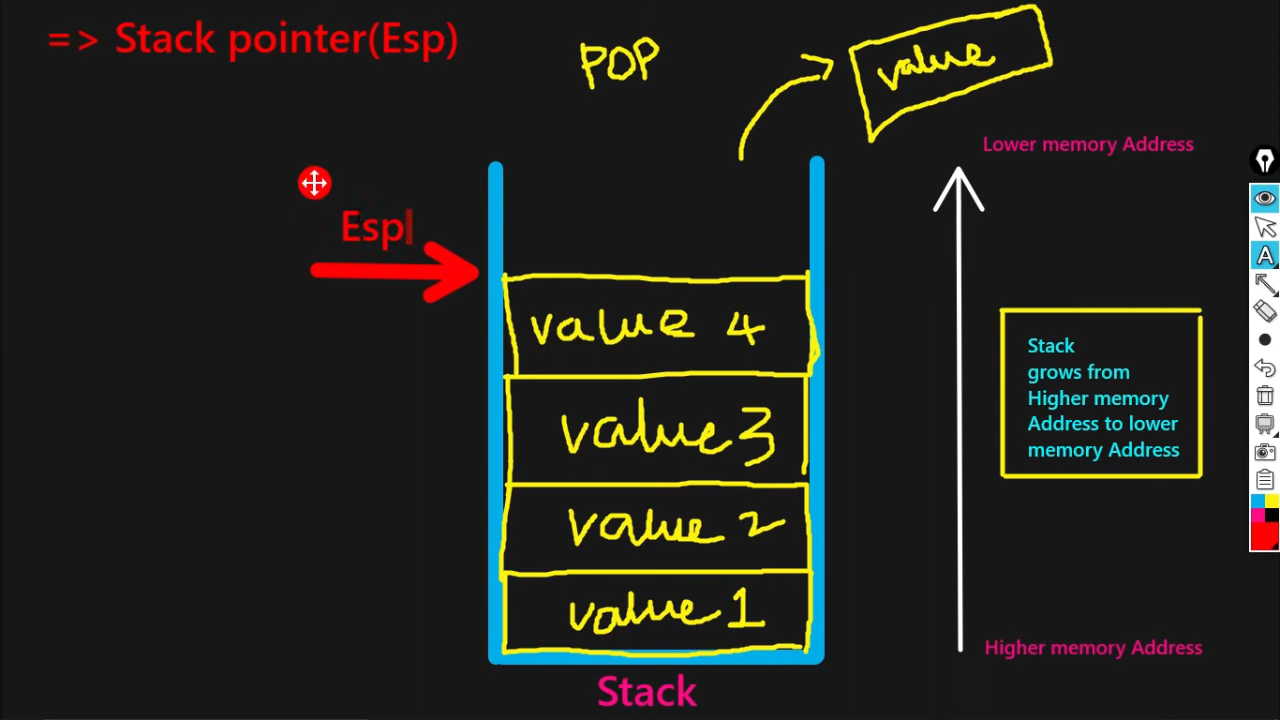 => Stack pointer(Esp)
POP
value
Lower memory Address
Esp
value 4
value 3
value 2
value 1
Stack
grows from
Higher memory
Address to lower
memory Address
Higher memory Address
Stack
A